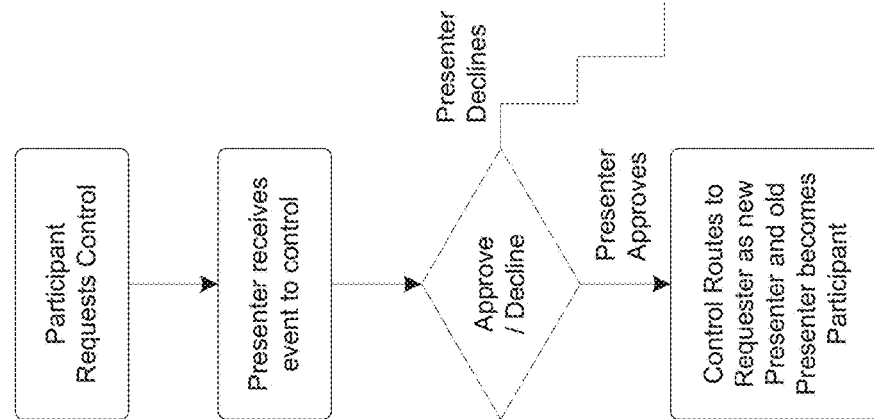 Participant
Requests Control
Presenter receives
event to control
Approve
/ Decline
Presenter
Declines
Presenter
Approves
Control Routes to
Requester as new
Presenter and old
Presenter becomes
Participant